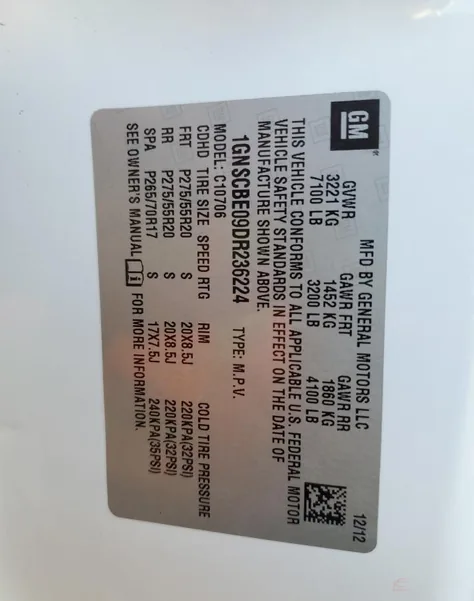 GM
MFD BY GENERAL MOTORS LLC 12/12
GVWR GAWR FRT GAWR RR
3221 KG 1452 KG 1860 KG
7100 LB 3200 LB 4100 LB
THIS VEHICLE CONFORMS TO ALL APPLICABLE U.S. FEDERAL MOTOR
VEHICLE SAFETY STANDARDS IN EFFECT ON THE DATE OF
MANUFACTURE SHOWN ABOVE.
1GNSCBE09DR236224 TYPE: M.P.V.
MODEL: C10706
COHD TIRE SIZE SPEED RTG RIM COLD TIRE PRESSURE
FRT P275/55R20 S 20X8.5J 220KPA(32PSI)
RR P275/55R20 S 20X8.5J 220KPA(32PSI)
SPA P265/70R17 S 17X7.5J 240KPA(35PSI)
SEE OWNER'S MANUAL FOR MORE INFORMATION.